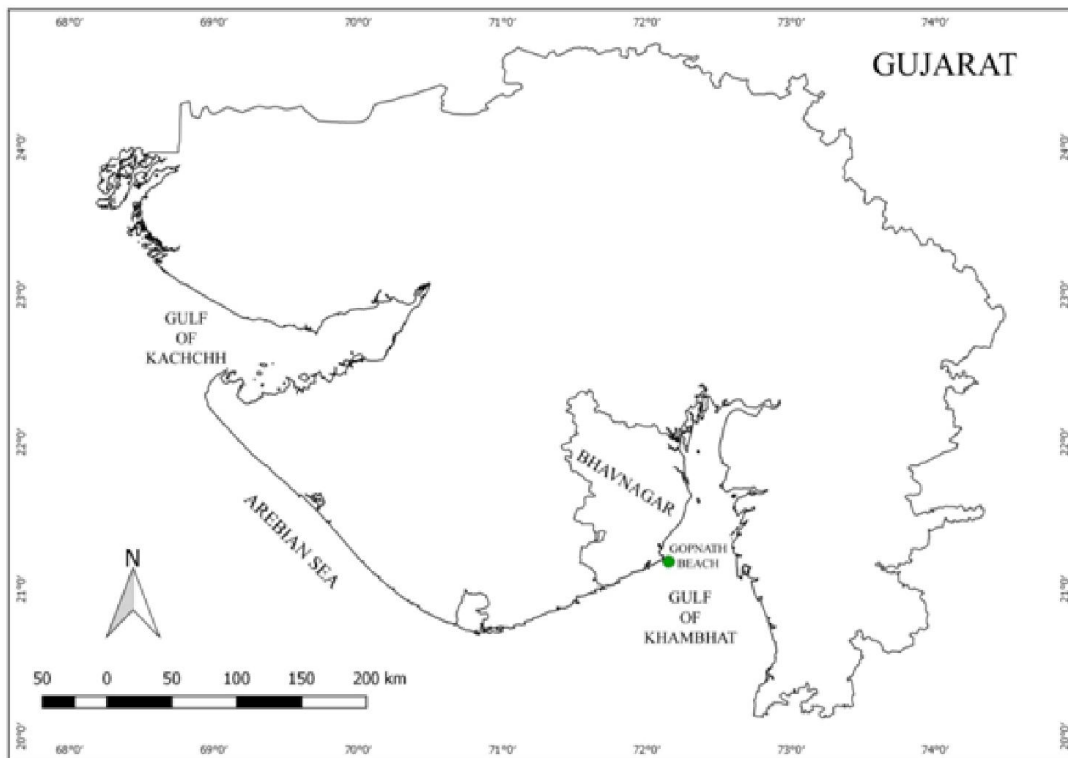 68°0' 69°0' 70°0' 71°0' 72°0' 73°0' 74°0'
GUJARAT
24°0' 24°0'
23°0' 23°0'
GULF
OF
KACHCHH
22°0' 22°0'
BHAVNAGAR
AREBIAN SEA
GOPNATH
BEACH
21°0' 21°0'
GULF
OF
KHAMBHAT
N
50 0 50 100 150 200 km
20°0' 20°0'
68°0' 69°0' 70°0' 71°0' 72°0' 73°0' 74°0'